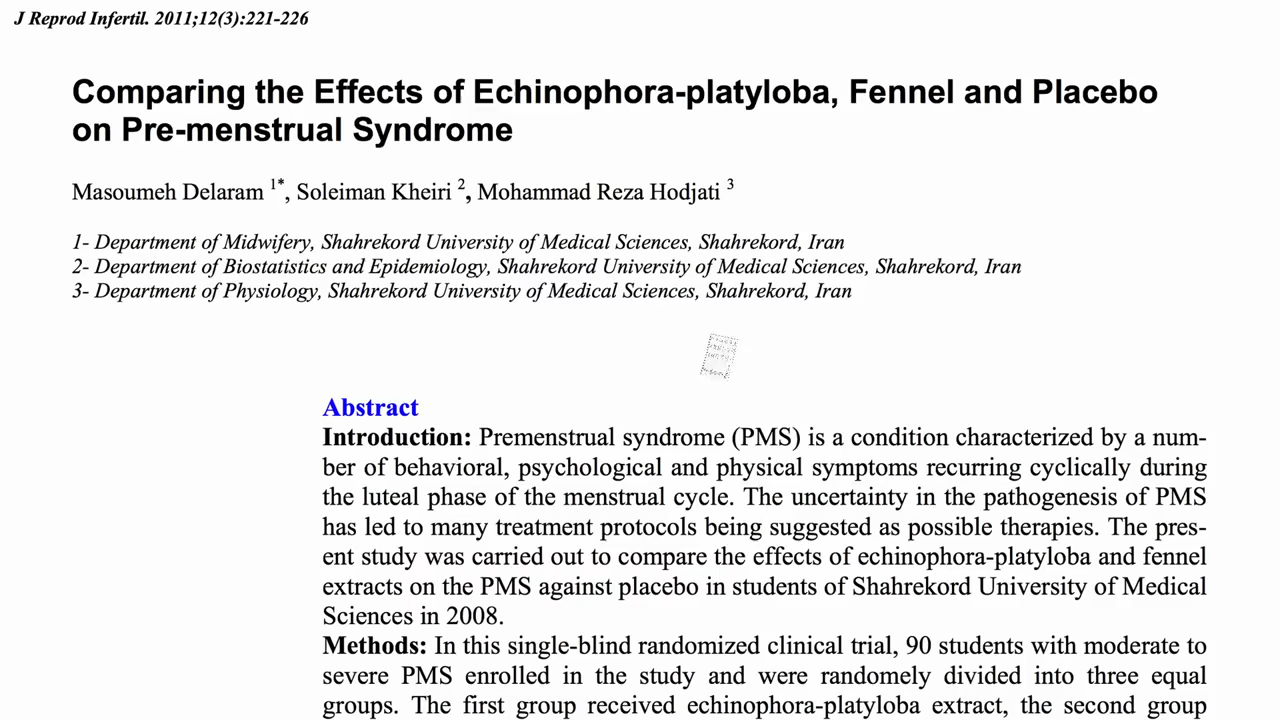 J Reprod Infertil. 2011;12(3):221-226
Comparing the Effects of Echinophora-platyloba, Fennel and Placebo
on Pre-menstrual Syndrome
Masoumeh Delaram 1*, Soleiman Kheiri 2, Mohammad Reza Hodjati 3
1- Department of Midwifery, Shahrekord University of Medical Sciences, Shahrekord, Iran
2- Department of Biostatistics and Epidemiology, Shahrekord University of Medical Sciences, Shahrekord, Iran
3- Department of Physiology, Shahrekord University of Medical Sciences, Shahrekord, Iran
Abstract
Introduction: Premenstrual syndrome (PMS) is a condition characterized by a num-
ber of behavioral, psychological and physical symptoms recurring cyclically during
the luteal phase of the menstrual cycle. The uncertainty in the pathogenesis of PMS
has led to many treatment protocols being suggested as possible therapies. The pres-
ent study was carried out to compare the effects of echinophora-platyloba and fennel
extracts on the PMS against placebo in students of Shahrekord University of Medical
Sciences in 2008.
Methods: In this single-blind randomized clinical trial, 90 students with moderate to
severe PMS enrolled in the study and were randomly divided into three equal
groups. The first group received echinophora-platyloba extract, the second group